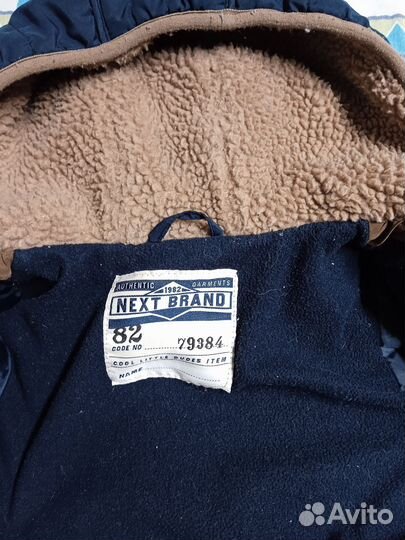 AUTHENTIC 1982 GARMENTS
NEXT BRAND
82
CODE NO 79384
COOL LITTLE DUDES ITEM
NAME
Avito